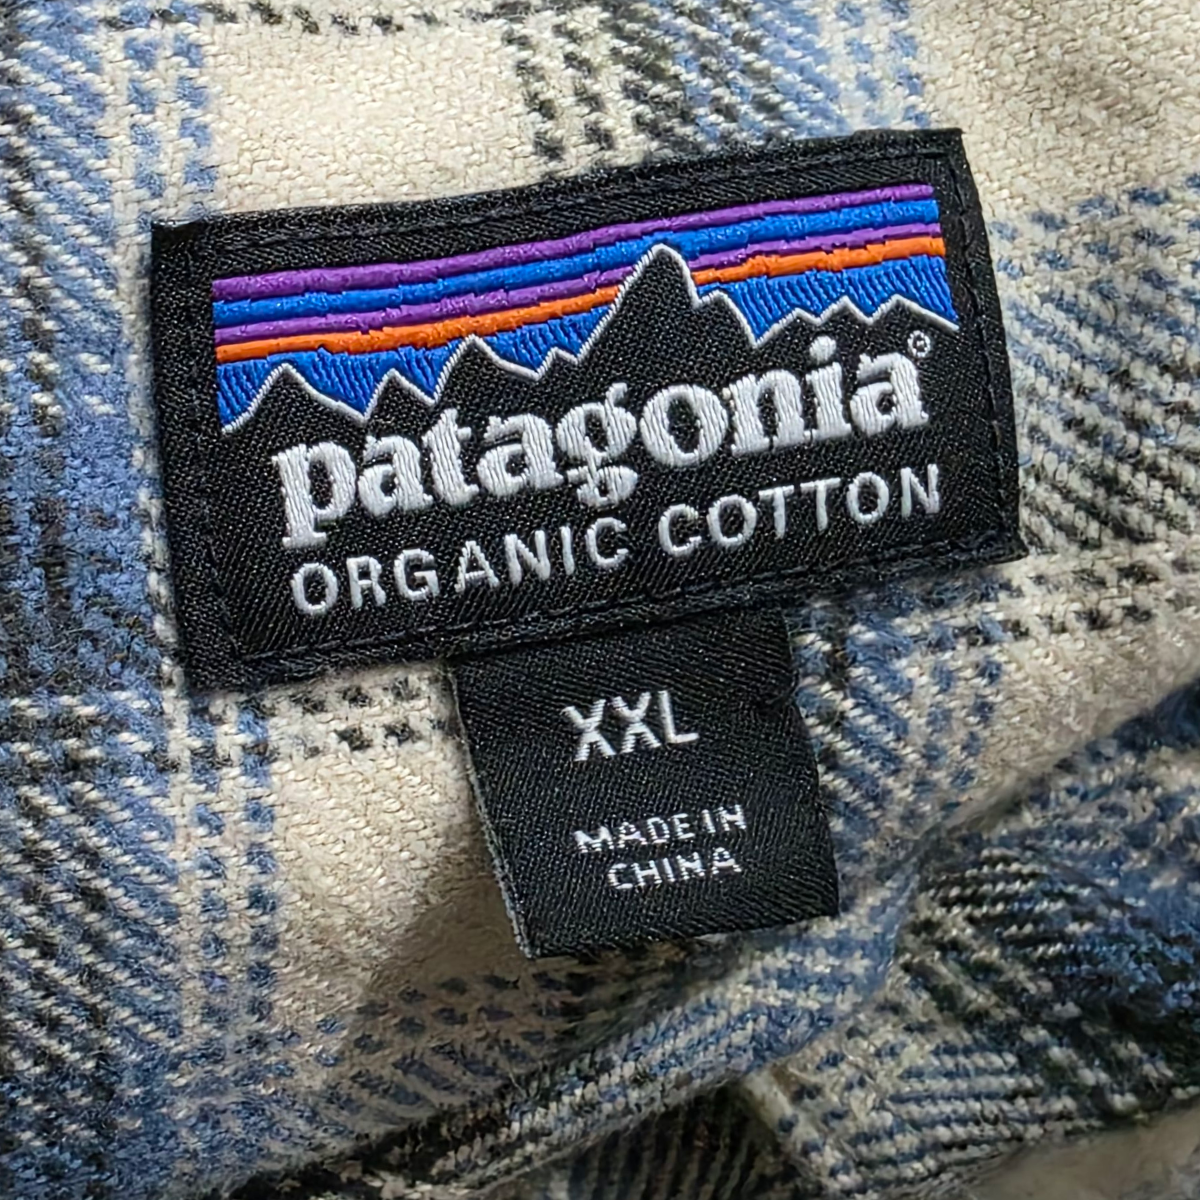 patagonia®
ORGANIC COTTON
XXL
MADE IN
CHINA